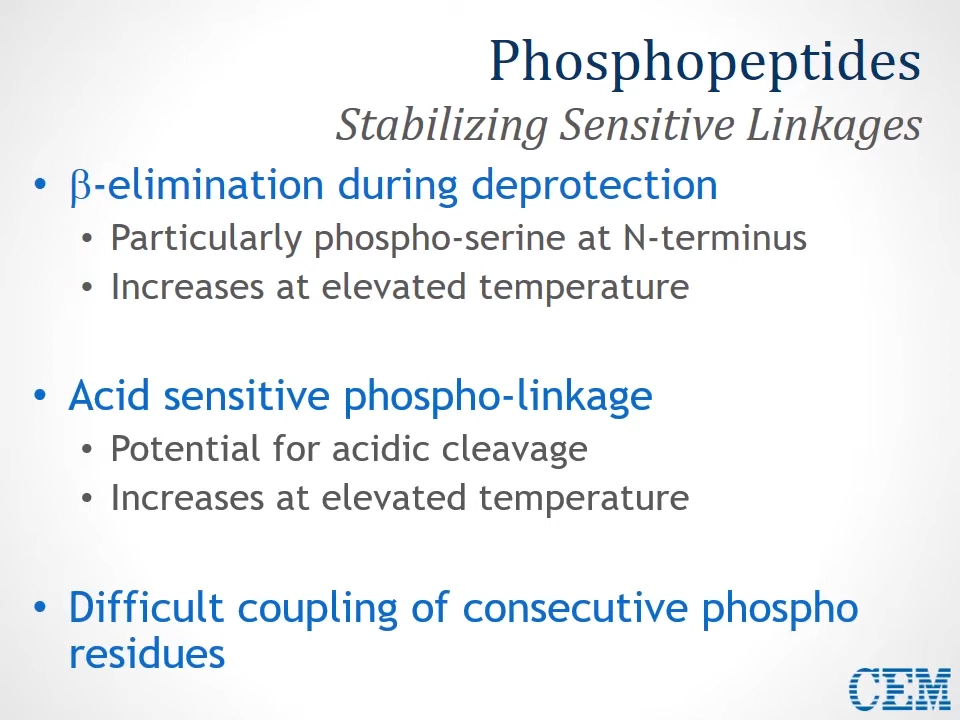 Phosphopeptides
Stabilizing Sensitive Linkages
• β-elimination during deprotection
• Particularly phospho-serine at N-terminus
• Increases at elevated temperature
• Acid sensitive phospho-linkage
• Potential for acidic cleavage
• Increases at elevated temperature
• Difficult coupling of consecutive phospho
residues
CEM